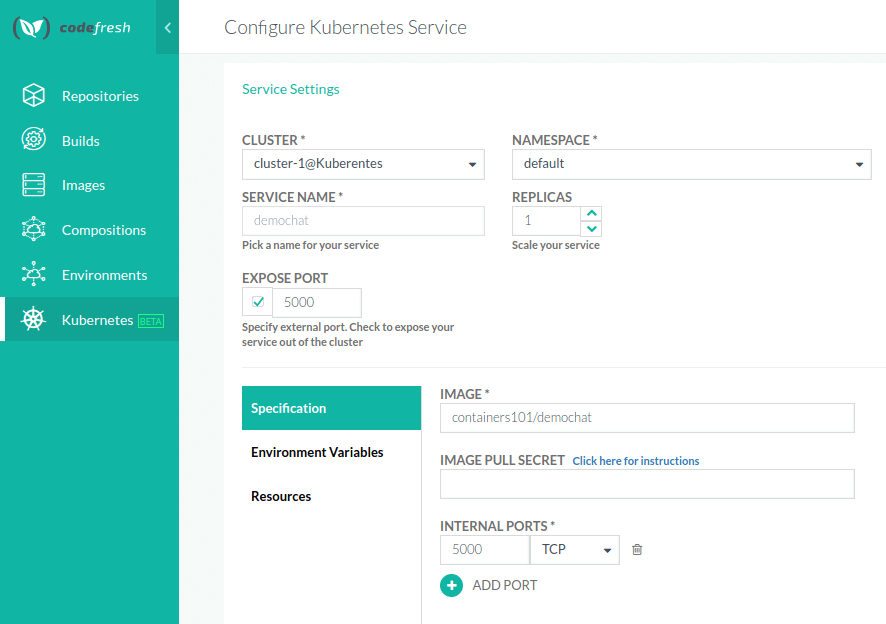 codefresh
Configure Kubernetes Service
Repositories
Builds
Images
Compositions
Environments
Kubernetes BETA
Service Settings
CLUSTER * NAMESPACE *
cluster-1@Kuberentes default
SERVICE NAME * REPLICAS
demochat 1
Pick a name for your service Scale your service
EXPOSE PORT
5000
Specify external port. Check to expose your
service out of the cluster
Specification
Environment Variables
Resources
IMAGE *
containers101/demochat
IMAGE PULL SECRET Click here for instructions
INTERNAL PORTS *
5000 TCP
ADD PORT